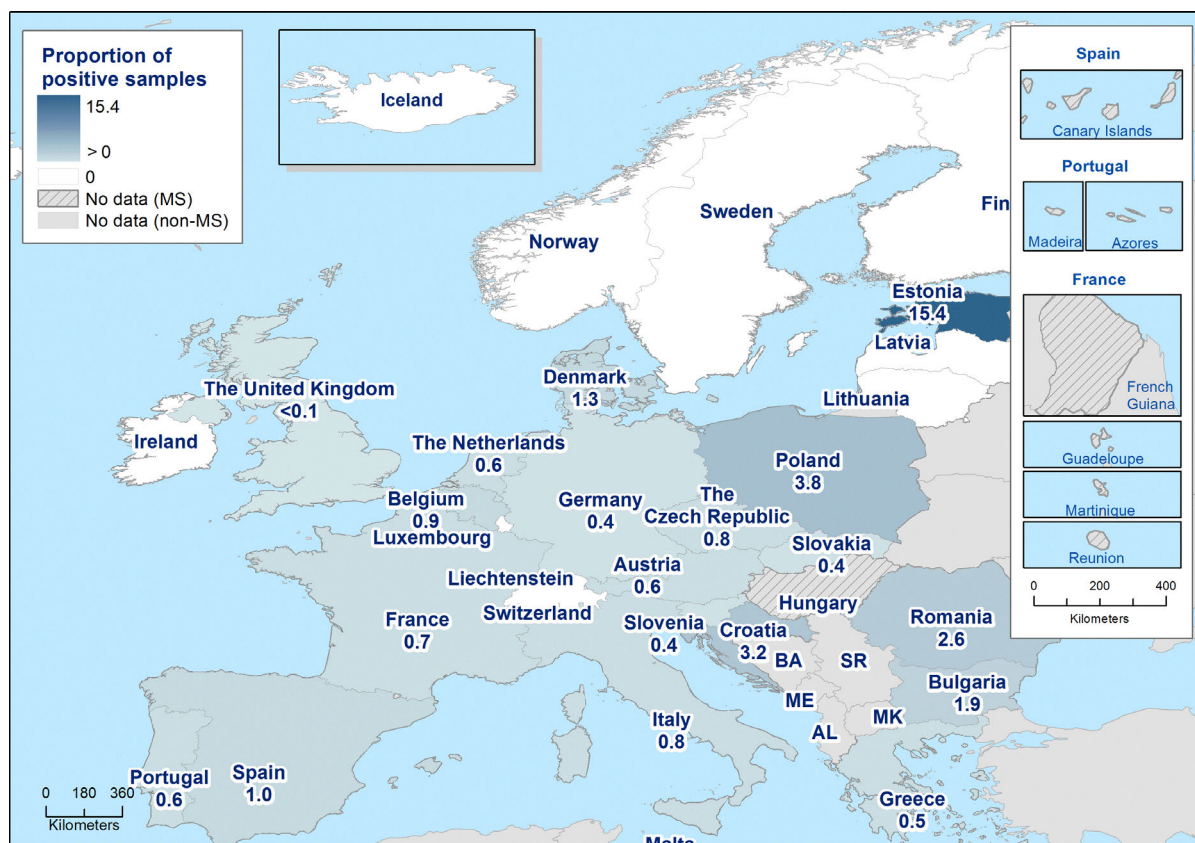 Proportion of
positive samples
15.4
> 0
0
No data (MS)
No data (non-MS)
Iceland
Spain
Canary Islands
Portugal
Madeira
Azores
France
French
Guiana
Guadeloupe
Martinique
Reunion
0 200 400
Kilometers
Norway
Sweden
Fin
Estonia
15.4
Latvia
Lithuania
Denmark
1.3
The United Kingdom
<0.1
Ireland
The Netherlands
0.6
Belgium
0.9
Luxembourg
Germany
0.4
Poland
3.8
The
Czech Republic
0.8
Slovakia
0.4
Austria
0.6
Liechtenstein
Switzerland
Hungary
France
0.7
Slovenia
0.4
Croatia
3.2
Romania
2.6
BA
SR
Bulgaria
1.9
ME
MK
AL
Italy
0.8
Portugal
0.6
Spain
1.0
Greece
0.5
Malta
0 180 360
Kilometers